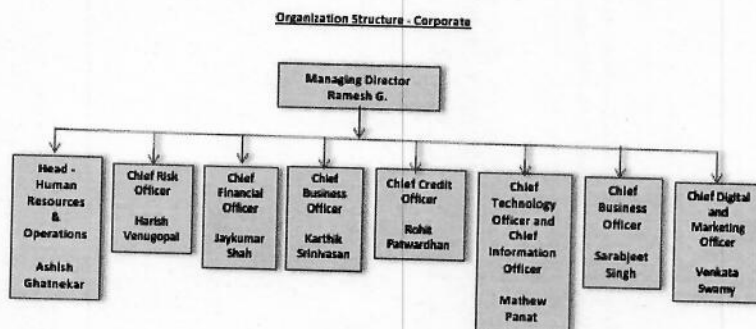 Organization Structure - Corporate
Managing Director
Ramesh G.
Head -
Human
Resources
&
Operations
Ashish
Ghatnekar
Chief Risk
Officer
Harish
Venugopal
Chief
Financial
Officer
Jaykumar
Shah
Chief
Business
Officer
Karthik
Srinivasan
Chief Credit
Officer
Rohit
Patwardhan
Chief
Technology
Officer and
Chief
Information
Officer
Mathew
Panat
Chief
Business
Officer
Sarabjeet
Singh
Chief Digital
and
Marketing
Officer
Venkata
Swamy